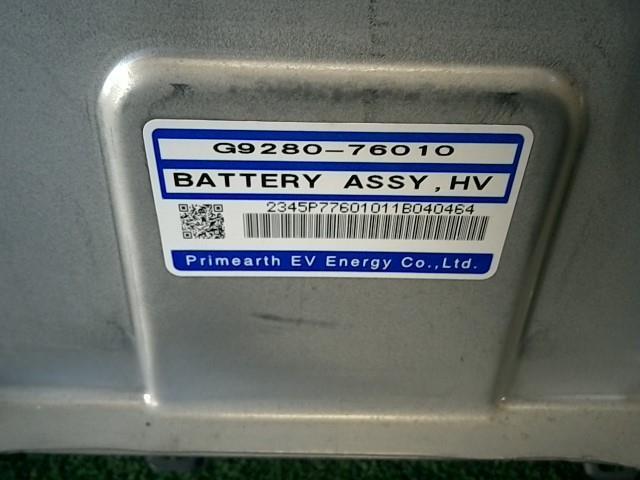 G9280-76010
BATTERY ASSY,HV
2345P77601011B040464
Primearth EV Energy Co.,Ltd.